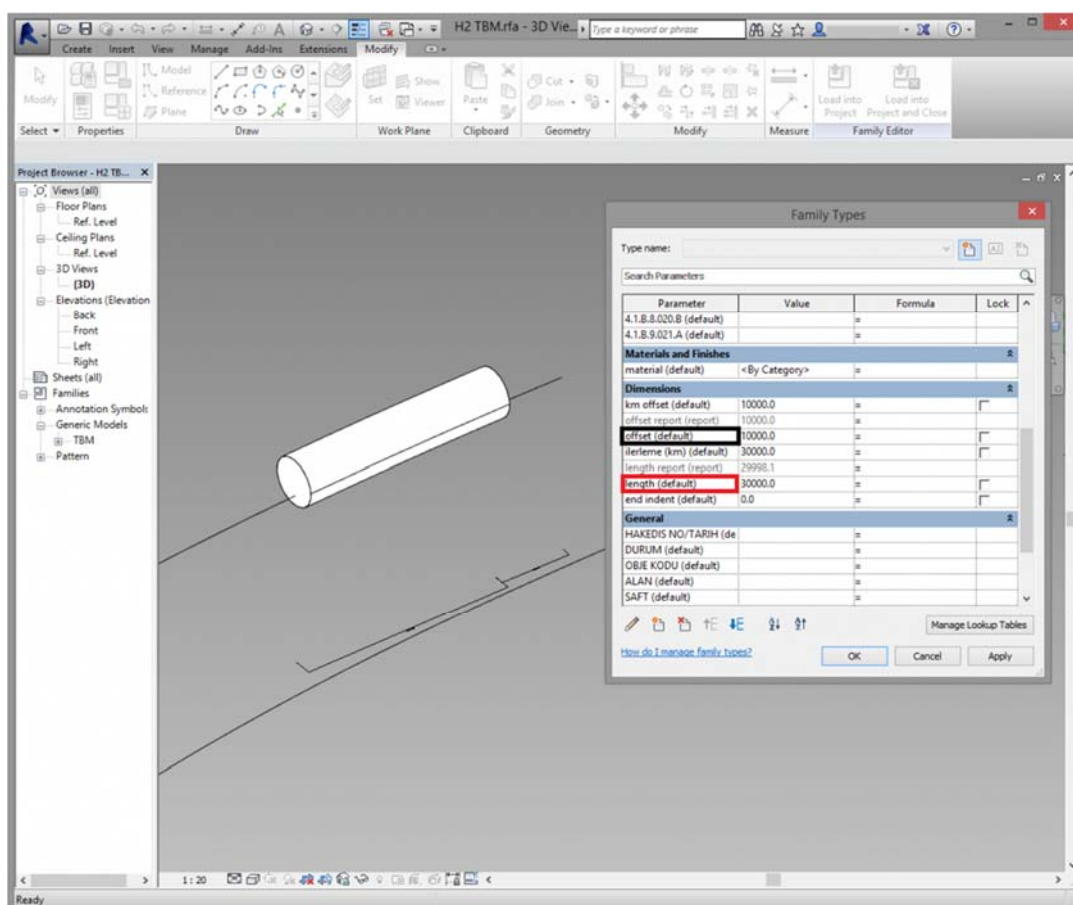 H2 TBM.rfa - 3D Vie...
Type a keyword or phrase
Create Insert View Manage Add-Ins Extensions Modify
Modify
Model
Reference
Plane
Set
Show
Viewer
Paste
Cut
Join
Load into Project
Load into Project and Close
Select Properties Draw Work Plane Clipboard Geometry Modify Measure Family Editor
Project Browser - H2 TB...
Views (all)
Floor Plans
Ref. Level
Ceiling Plans
Ref. Level
3D Views
(3D)
Elevations (Elevation
Back
Front
Left
Right
Sheets (all)
Families
Annotation Symbols
Generic Models
TBM
Pattern
Family Types
Type name:
Search Parameters
Parameter Value Formula Lock
4.1.B.8.020.B (default) =
4.1.B.9.021.A (default) =
Materials and Finishes
material (default) <By Category> =
Dimensions
km offset (default) 10000.0 =
offset report (report) 10000.0 =
offset (default) 10000.0 =
ilerleme (km) (default) 30000.0 =
length report (report) 29998.1 =
length (default) 30000.0 =
end indent (default) 0.0 =
General
HAKEDIS NO/TARIH (de =
DURUM (default) =
OBJE KODU (default) =
ALAN (default) =
SAFT (default) =
Manage Lookup Tables
How do I manage family types?
OK Cancel Apply
1 : 20
Ready